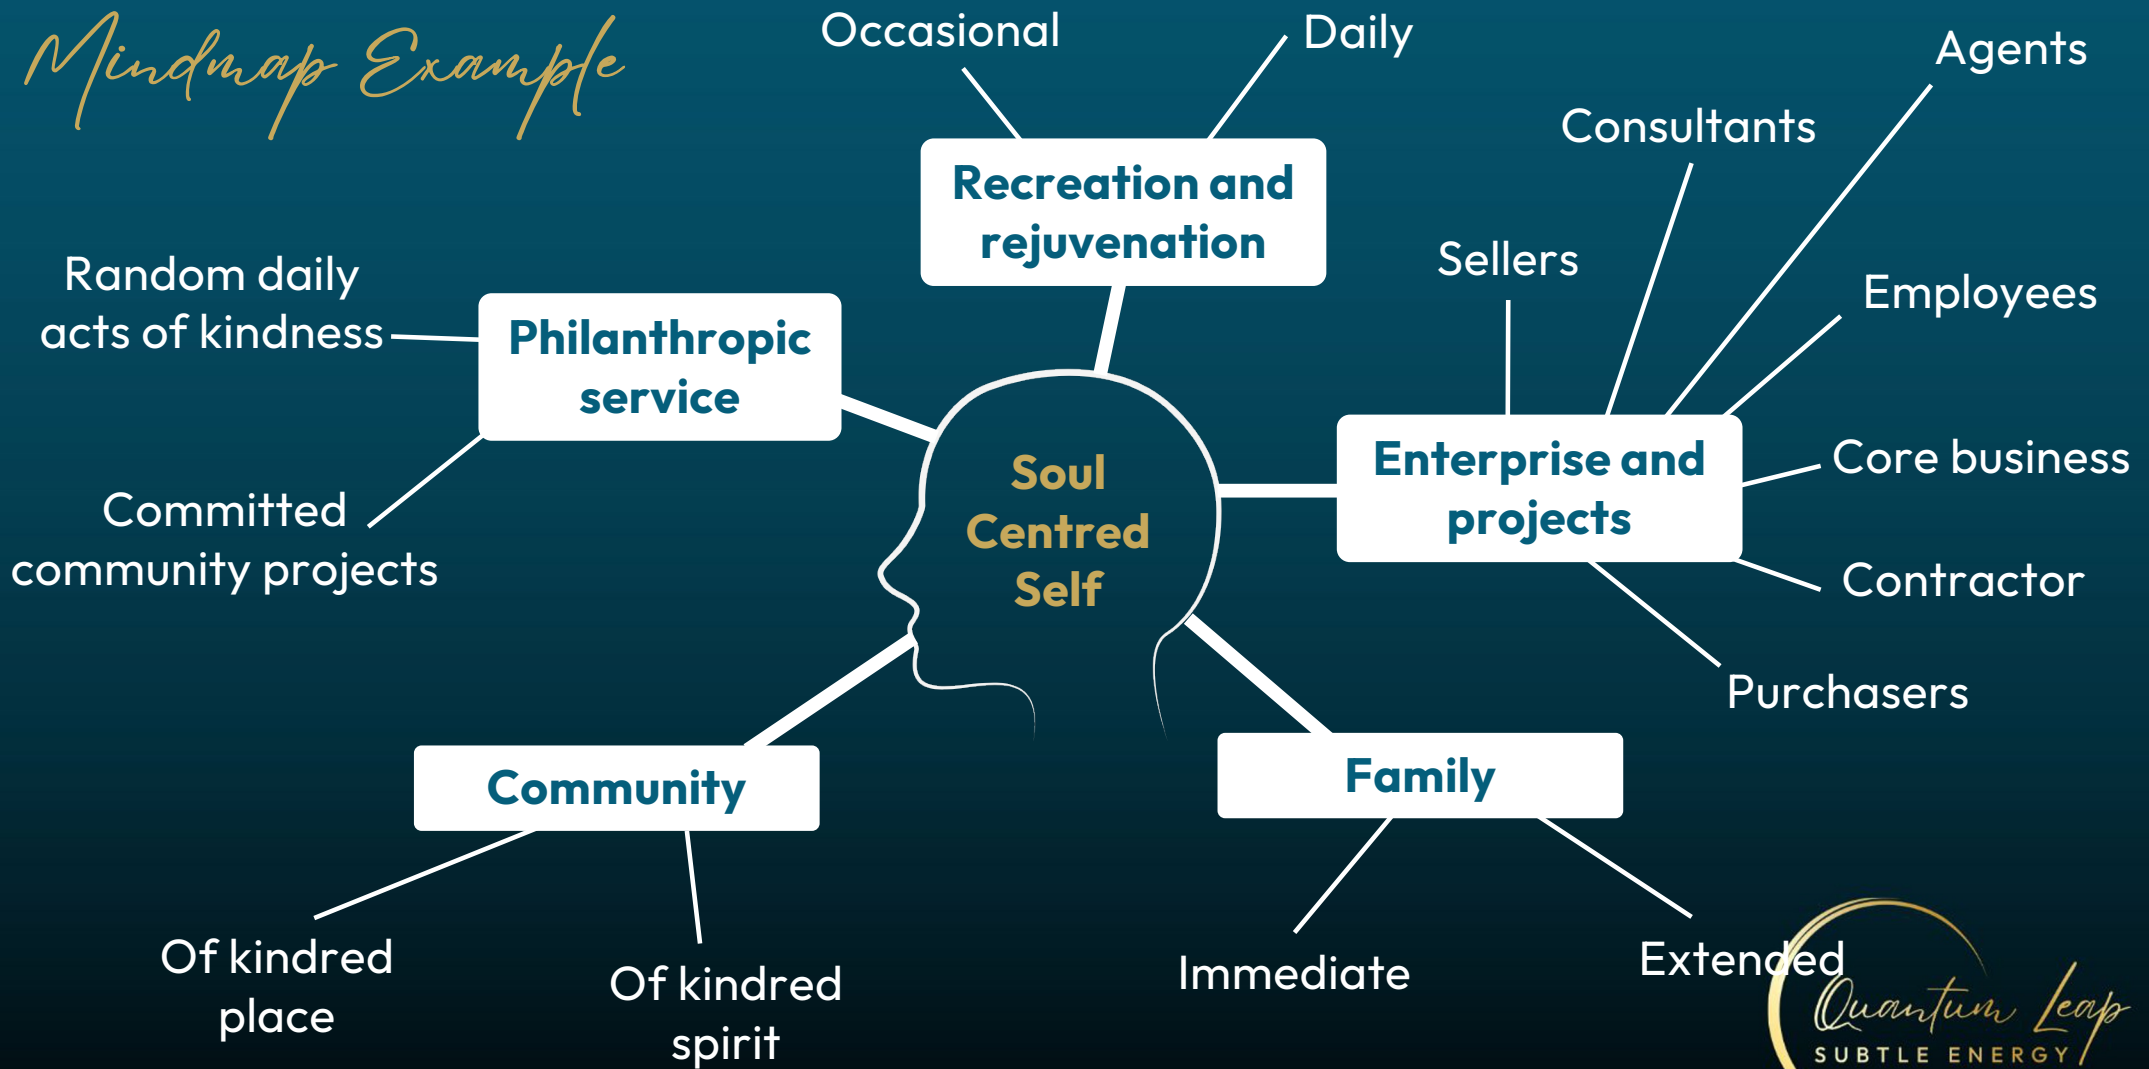 Mindmap Example
Occasional
Daily
Agents
Consultants
Recreation and
rejuvenation
Sellers
Random daily
acts of kindness
Employees
Philanthropic
service
Enterprise and
projects
Core business
Soul
Centred
Self
Committed
community projects
Contractor
Purchasers
Community
Family
Of kindred
place
Of kindred
spirit
Immediate
Extended
Quantum Leap
SUBTLE ENERGY